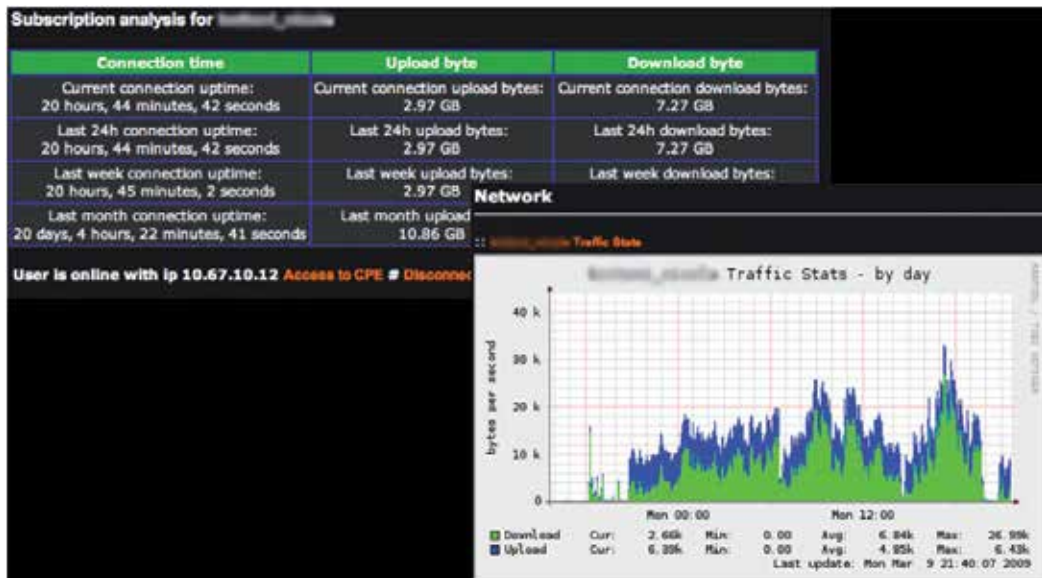 Subscription analysis for
Connection time Upload byte Download byte
Current connection uptime: Current connection upload bytes: Current connection download bytes:
20 hours, 44 minutes, 42 seconds 2.97 GB 7.27 GB
Last 24h connection uptime: Last 24h upload bytes: Last 24h download bytes:
20 hours, 44 minutes, 42 seconds 2.97 GB 7.27 GB
Last week connection uptime: Last week upload bytes: Last week download bytes:
20 hours, 45 minutes, 2 seconds 2.97 GB
Last month connection uptime: Last month upload
20 days, 4 hours, 22 minutes, 41 seconds 10.86 GB
User is online with ip 10.67.10.12 Access to CPE # Disconnec
Network
:: Traffic Stats
Traffic Stats - by day
bytes per second
40 k
30 k
20 k
10 k
0
Mon 00:00 Mon 12:00
Download Cur: 2.66k Min: 0.00 Avg: 6.84k Max: 26.99k
Upload Cur: 6.39k Min: 0.00 Avg: 4.85k Max: 6.43k
Last update: Mon Mar 9 21:40:07 2009